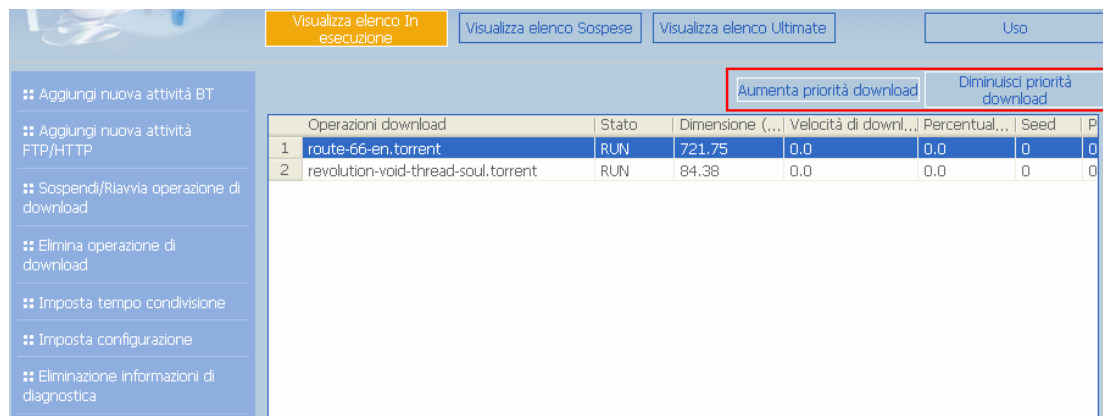 Visualizza elenco In
esecuzione
Visualizza elenco Sospese
Visualizza elenco Ultimate
Uso
Aumenta priorità download
Diminuisci priorità
download
Aggiungi nuova attività BT
Aggiungi nuova attività
FTP/HTTP
Sospendi/Riavvia operazione di
download
Elimina operazione di
download
Imposta tempo condivisione
Imposta configurazione
Eliminazione informazioni di
diagnostica
Operazioni download Stato Dimensione (... Velocità di downl... Percentual... Seed P
1 route-66-en.torrent RUN 721.75 0.0 0.0 0 0
2 revolution-void-thread-soul.torrent RUN 84.38 0.0 0.0 0 0